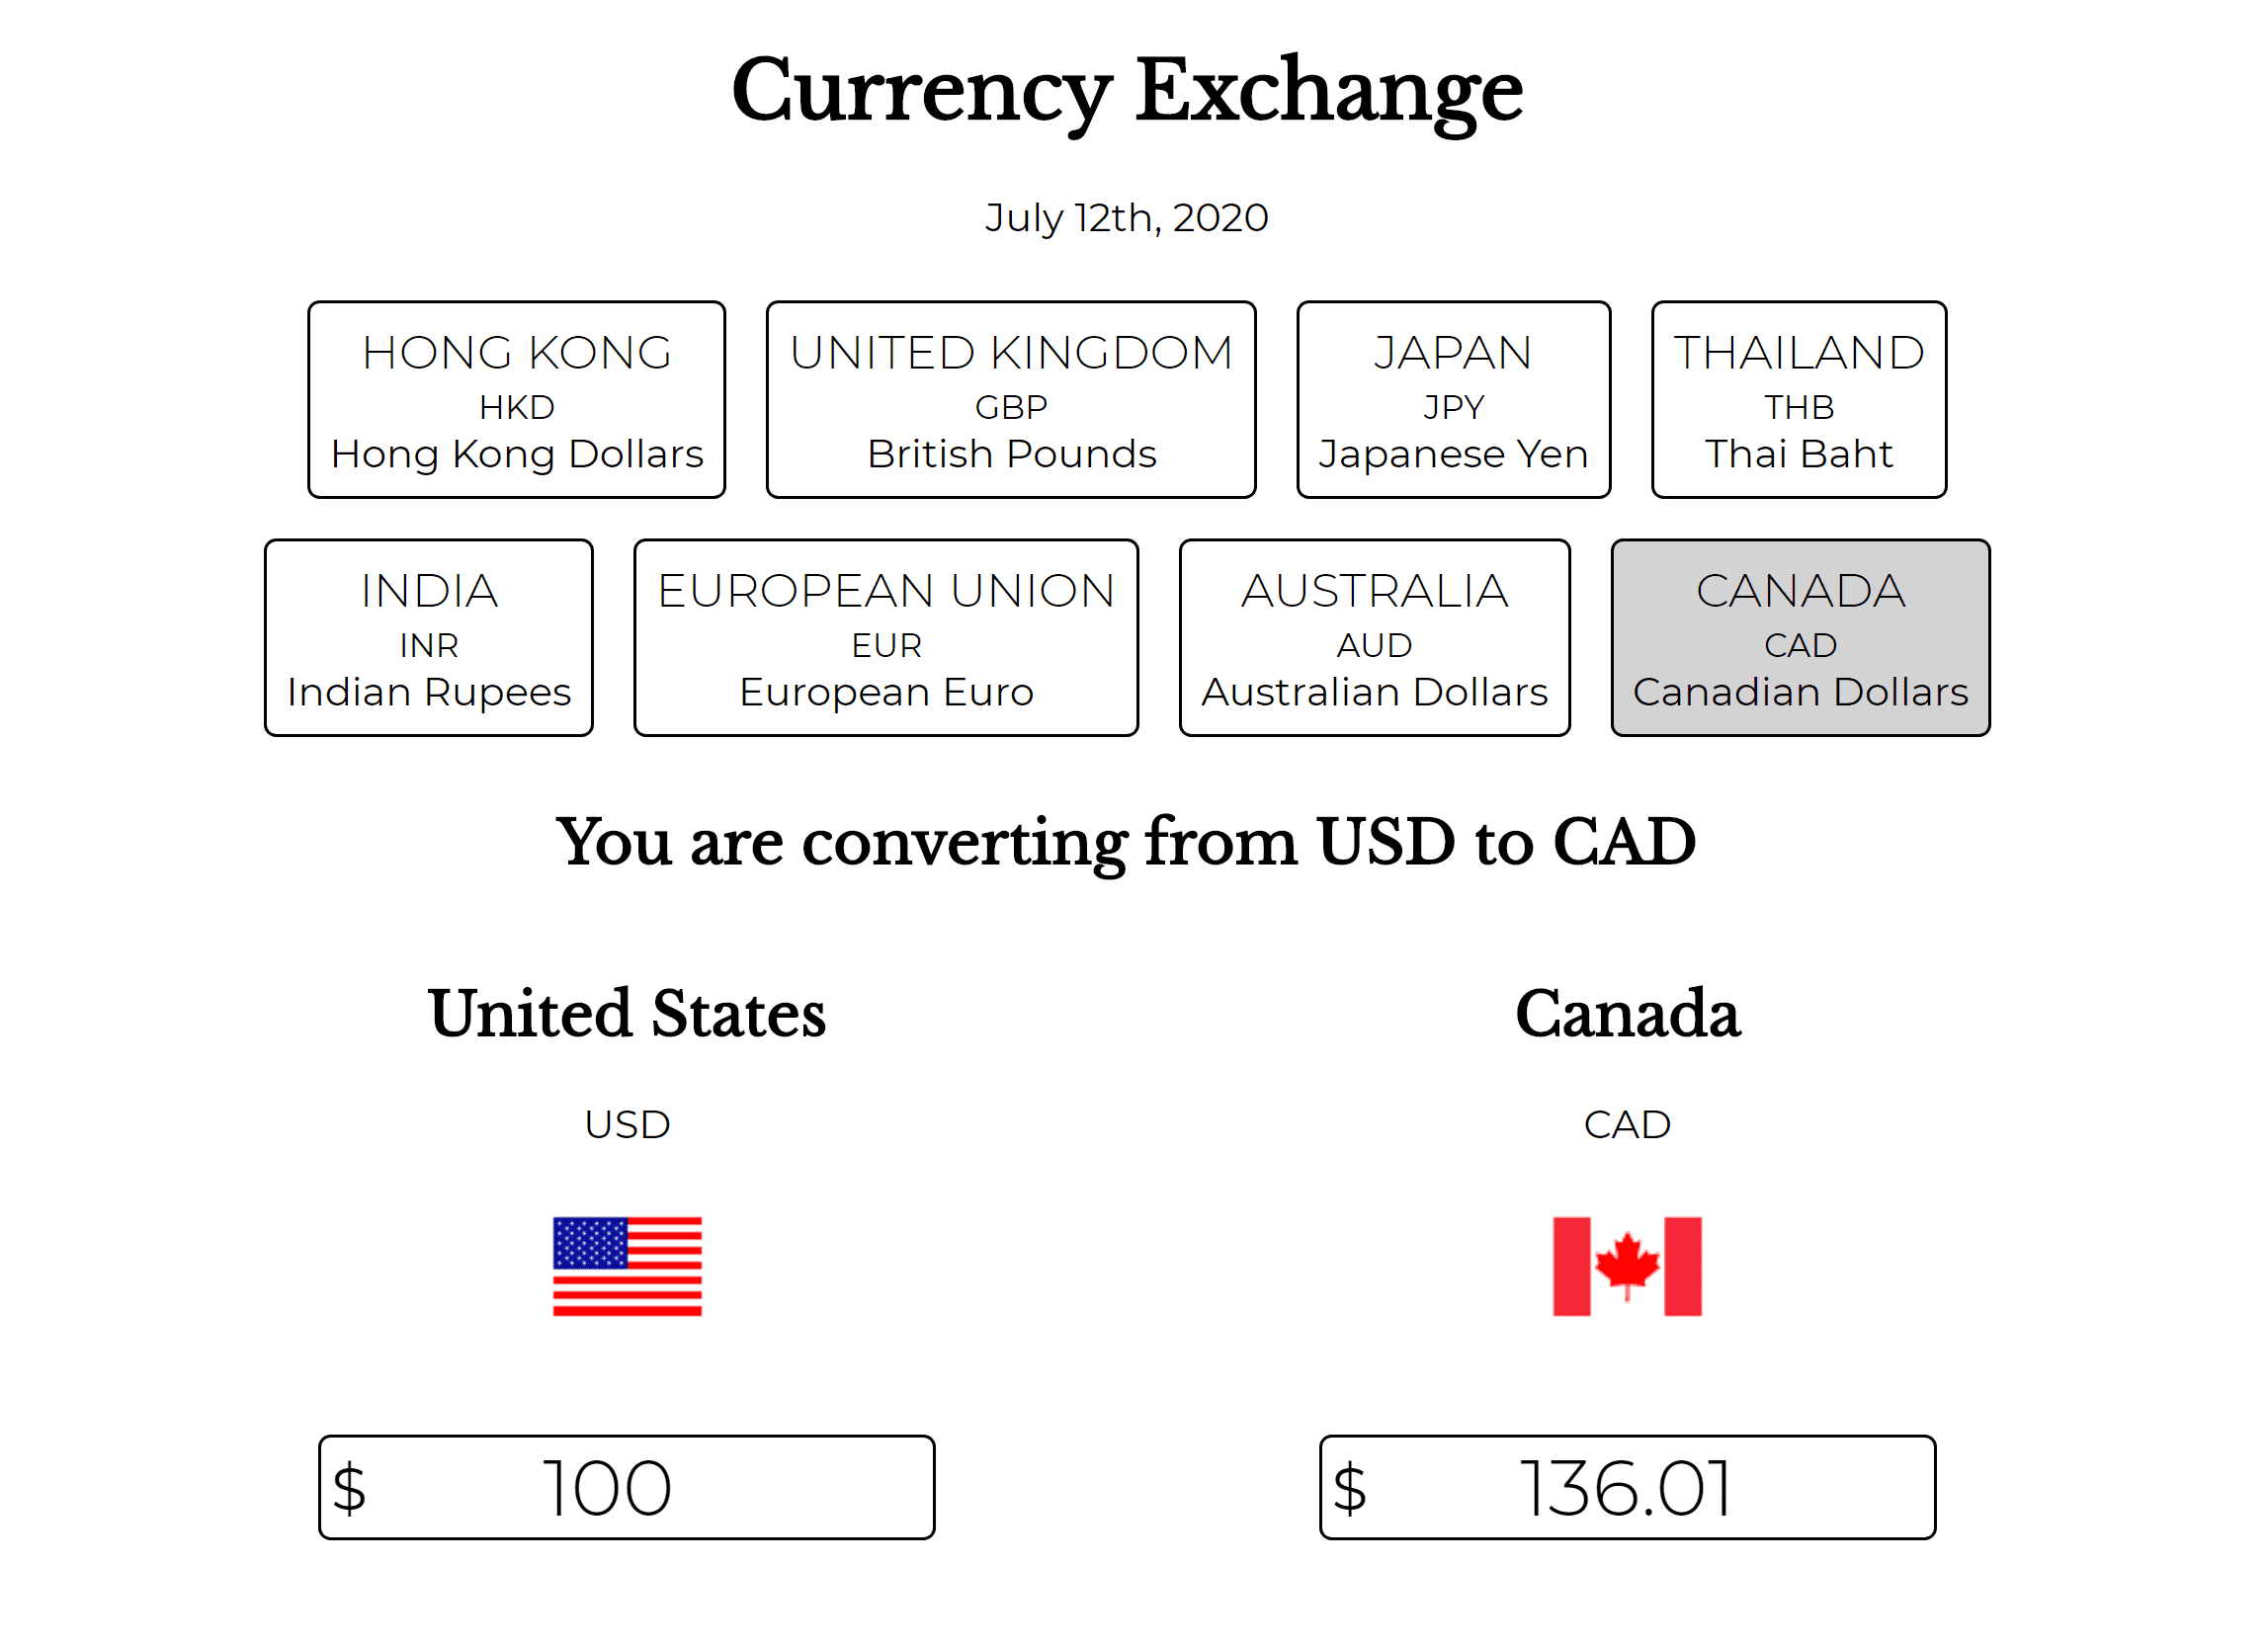 Currency Exchange
July 12th, 2020
HONG KONG
HKD
Hong Kong Dollars
UNITED KINGDOM
GBP
British Pounds
JAPAN
JPY
Japanese Yen
THAILAND
THB
Thai Baht
INDIA
INR
Indian Rupees
EUROPEAN UNION
EUR
European Euro
AUSTRALIA
AUD
Australian Dollars
CANADA
CAD
Canadian Dollars
You are converting from USD to CAD
United States
USD
$ 100
Canada
CAD
$ 136.01